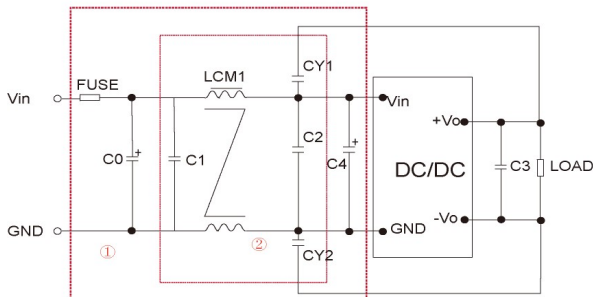 CY1
FUSE
LCM1
Vin
Vin
+Vo
C0
+
C1
C2
+
C4
DC/DC
C3
LOAD
GND
GND
-Vo
①
②
CY2